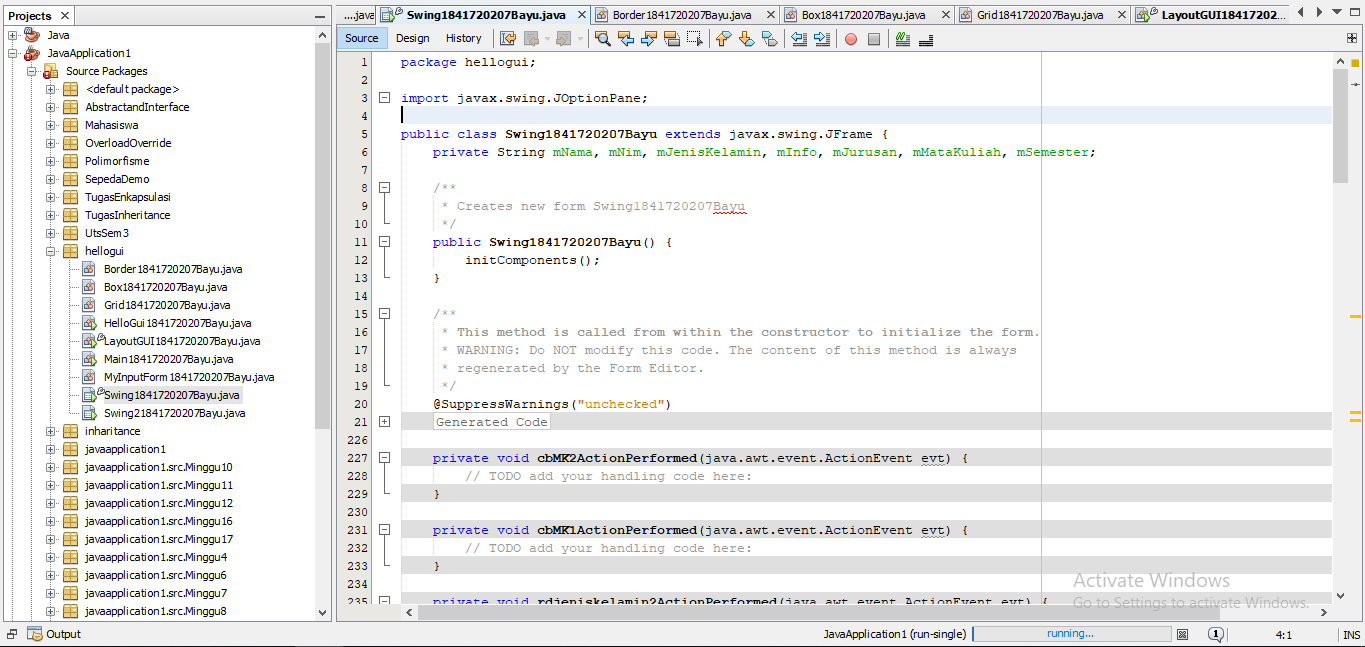 Projects
Java
JavaApplication1
Source Packages
<default package>
AbstractandInterface
Mahasiswa
OverloadOverride
Polimorfisme
SepedaDemo
TugasEnkapsulasi
TugasInheritance
UtsSem3
hellogui
Border1841720207Bayu.java
Box1841720207Bayu.java
Grid1841720207Bayu.java
HelloGui1841720207Bayu.java
LayoutGUI1841720207Bayu.java
Main1841720207Bayu.java
MyInputForm1841720207Bayu.java
Swing1841720207Bayu.java
Swing21841720207Bayu.java
inharitance
javaapplication1
javaapplication1.src.Minggu10
javaapplication1.src.Minggu11
javaapplication1.src.Minggu12
javaapplication1.src.Minggu16
javaapplication1.src.Minggu17
javaapplication1.src.Minggu4
javaapplication1.src.Minggu6
javaapplication1.src.Minggu7
javaapplication1.src.Minggu8
...java Swing1841720207Bayu.java Border1841720207Bayu.java Box1841720207Bayu.java Grid1841720207Bayu.java LayoutGUI18417202...
Source Design History
1 package hellogui;
2
3 import javax.swing.JOptionPane;
4
5 public class Swing1841720207Bayu extends javax.swing.JFrame {
6 private String mNama, mNim, mJenisKelamin, mInfo, mJurusan, mMataKuliah, mSemester;
7
8 /**
9 * Creates new form Swing1841720207Bayu
10 */
11 public Swing1841720207Bayu() {
12 initComponents();
13 }
14
15 /**
16 * This method is called from within the constructor to initialize the form.
17 * WARNING: Do NOT modify this code. The content of this method is always
18 * regenerated by the Form Editor.
19 */
20 @SuppressWarnings("unchecked")
21 Generated Code
226
227 private void cbMK2ActionPerformed(java.awt.event.ActionEvent evt) {
228 // TODO add your handling code here:
229 }
230
231 private void cbMK1ActionPerformed(java.awt.event.ActionEvent evt) {
232 // TODO add your handling code here:
233 }
234
235 private void rdjeniskelamin2ActionPerformed(java.awt.event.ActionEvent evt) {
Activate Windows
Go to Settings to activate Windows.
Output
JavaApplication1 (run-single) running... 1 4:1 INS